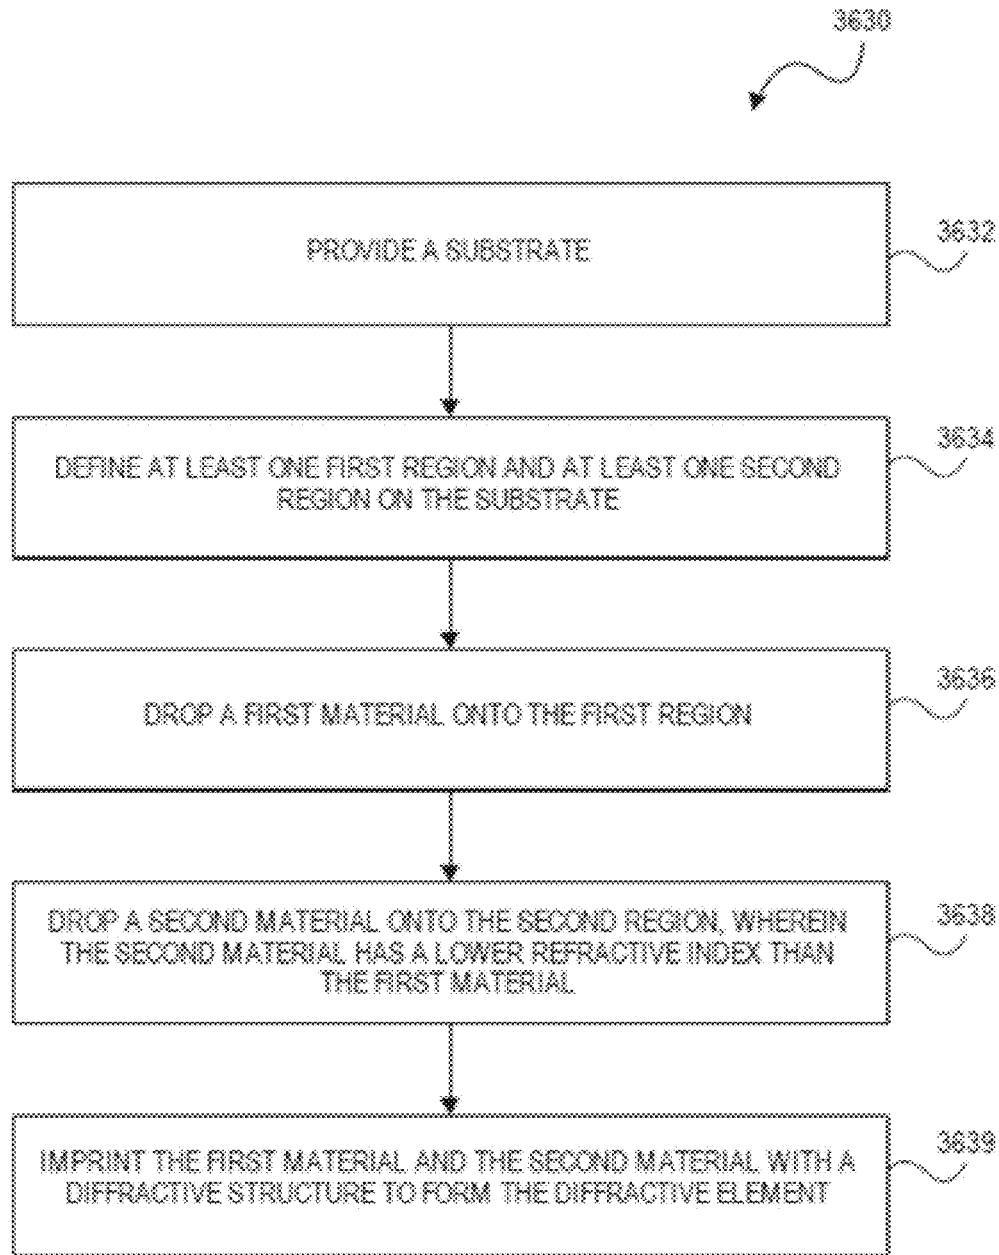 3630
PROVIDE A SUBSTRATE
3632
DEFINE AT LEAST ONE FIRST REGION AND AT LEAST ONE SECOND
REGION ON THE SUBSTRATE
3634
DROP A FIRST MATERIAL ONTO THE FIRST REGION
3636
DROP A SECOND MATERIAL ONTO THE SECOND REGION, WHEREIN
THE SECOND MATERIAL HAS A LOWER REFRACTIVE INDEX THAN
THE FIRST MATERIAL
3638
IMPRINT THE FIRST MATERIAL AND THE SECOND MATERIAL WITH A
DIFFRACTIVE STRUCTURE TO FORM THE DIFFRACTIVE ELEMENT
3639